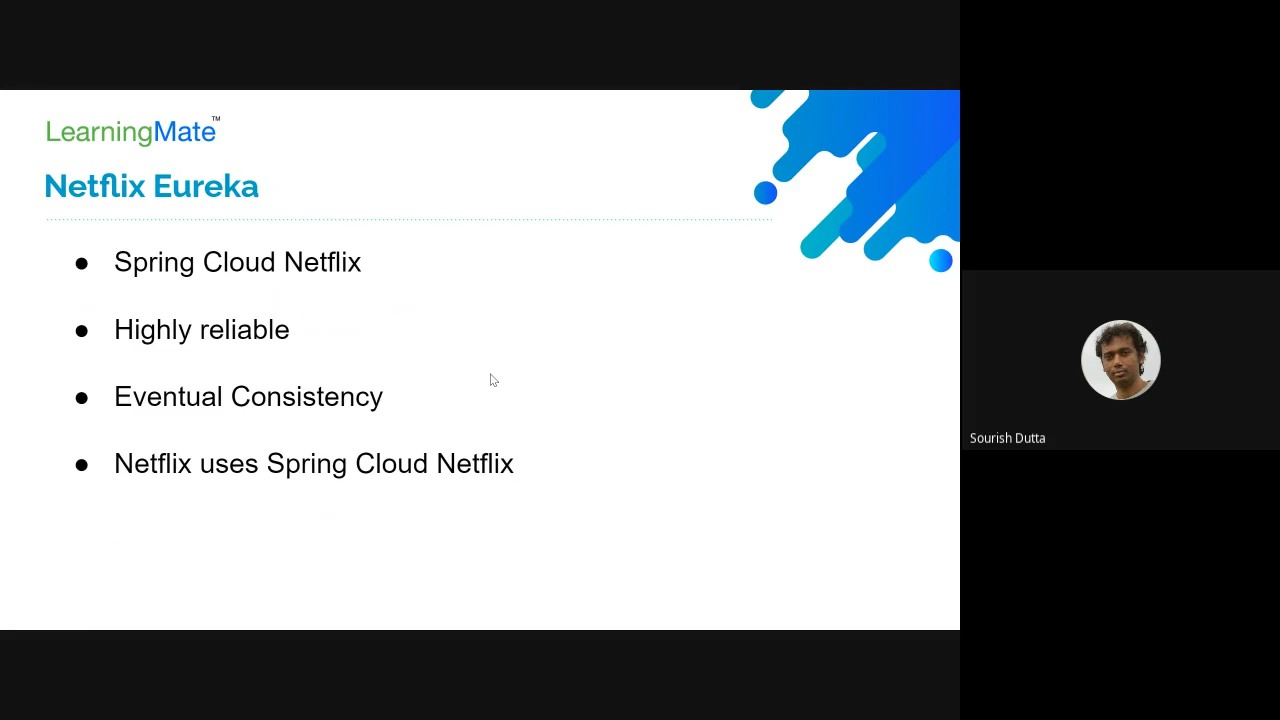 LearningMate™
Netflix Eureka
● Spring Cloud Netflix
● Highly reliable
● Eventual Consistency
● Netflix uses Spring Cloud Netflix
Sourish Dutta